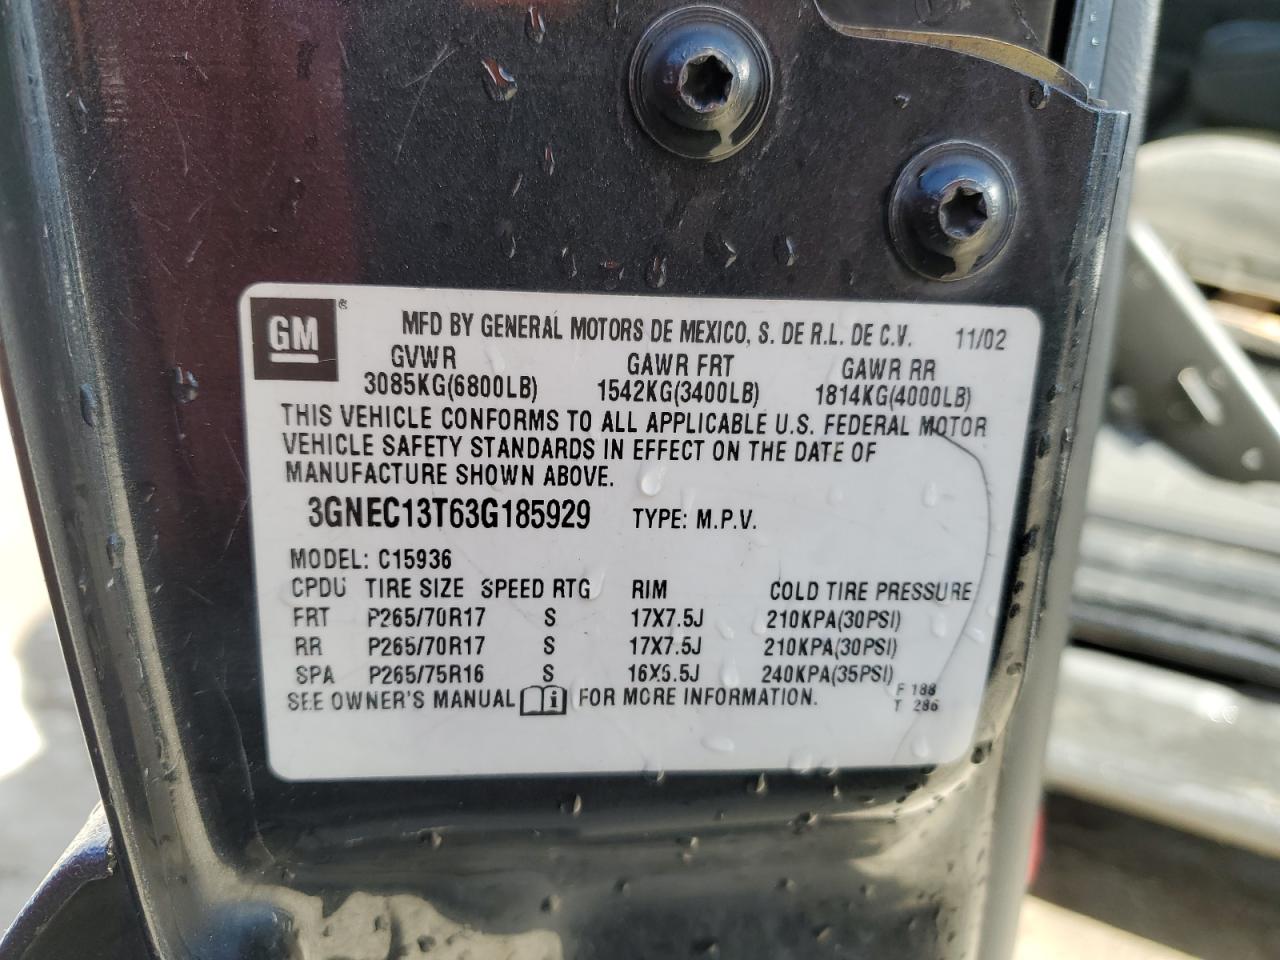 GM ® MFD BY GENERAL MOTORS DE MEXICO, S. DE R.L. DE C.V. 11/02
GVWR GAWR FRT GAWR RR
3085KG(6800LB) 1542KG(3400LB) 1814KG(4000LB)
THIS VEHICLE CONFORMS TO ALL APPLICABLE U.S. FEDERAL MOTOR
VEHICLE SAFETY STANDARDS IN EFFECT ON THE DATE OF
MANUFACTURE SHOWN ABOVE.
3GNEC13T63G185929 TYPE: M.P.V.
MODEL: C15936
CPDU TIRE SIZE SPEED RTG RIM COLD TIRE PRESSURE
FRT P265/70R17 S 17X7.5J 210KPA(30PSI)
RR P265/70R17 S 17X7.5J 210KPA(30PSI)
SPA P265/75R16 S 16X6.5J 240KPA(35PSI)
SEE OWNER'S MANUAL i FOR MORE INFORMATION.
F 188
T 286